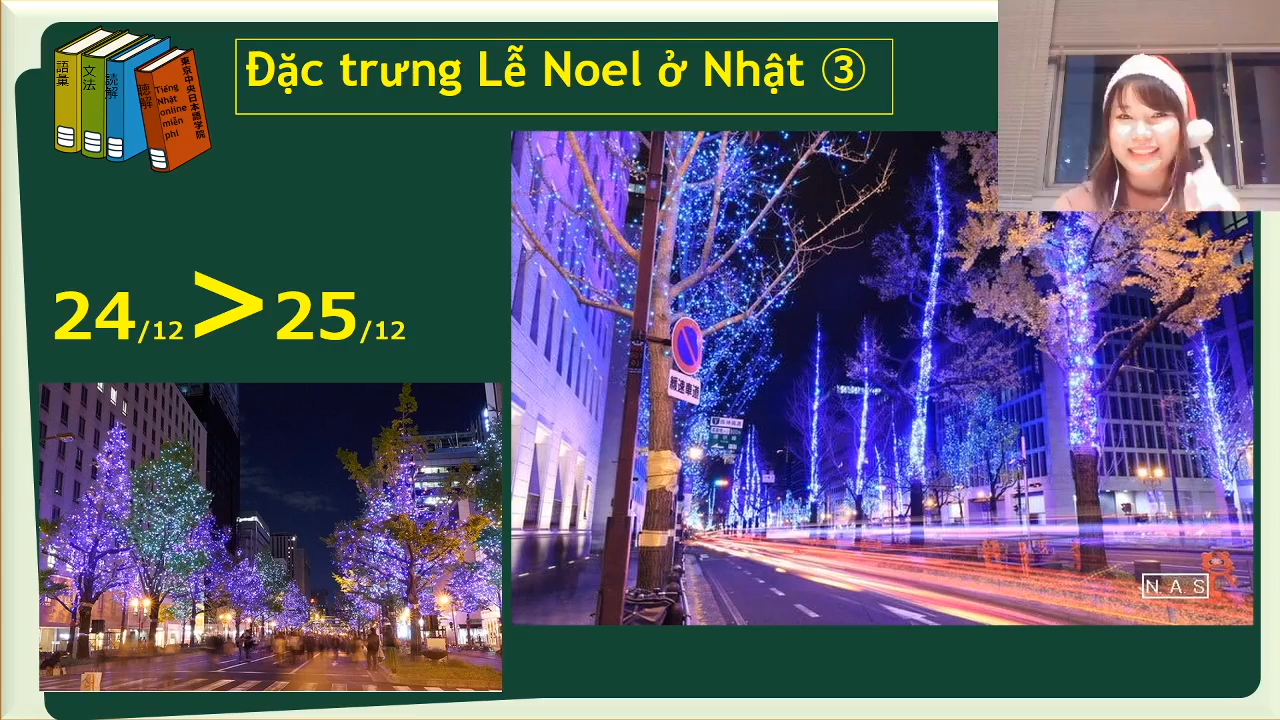 Đặc trưng Lễ Noel ở Nhật ③
語彙
文法
読解
聴解
Tiếng
Nhật
online
miễn
phí
東京中央日本語学院
24/12 > 25/12
N.A.S